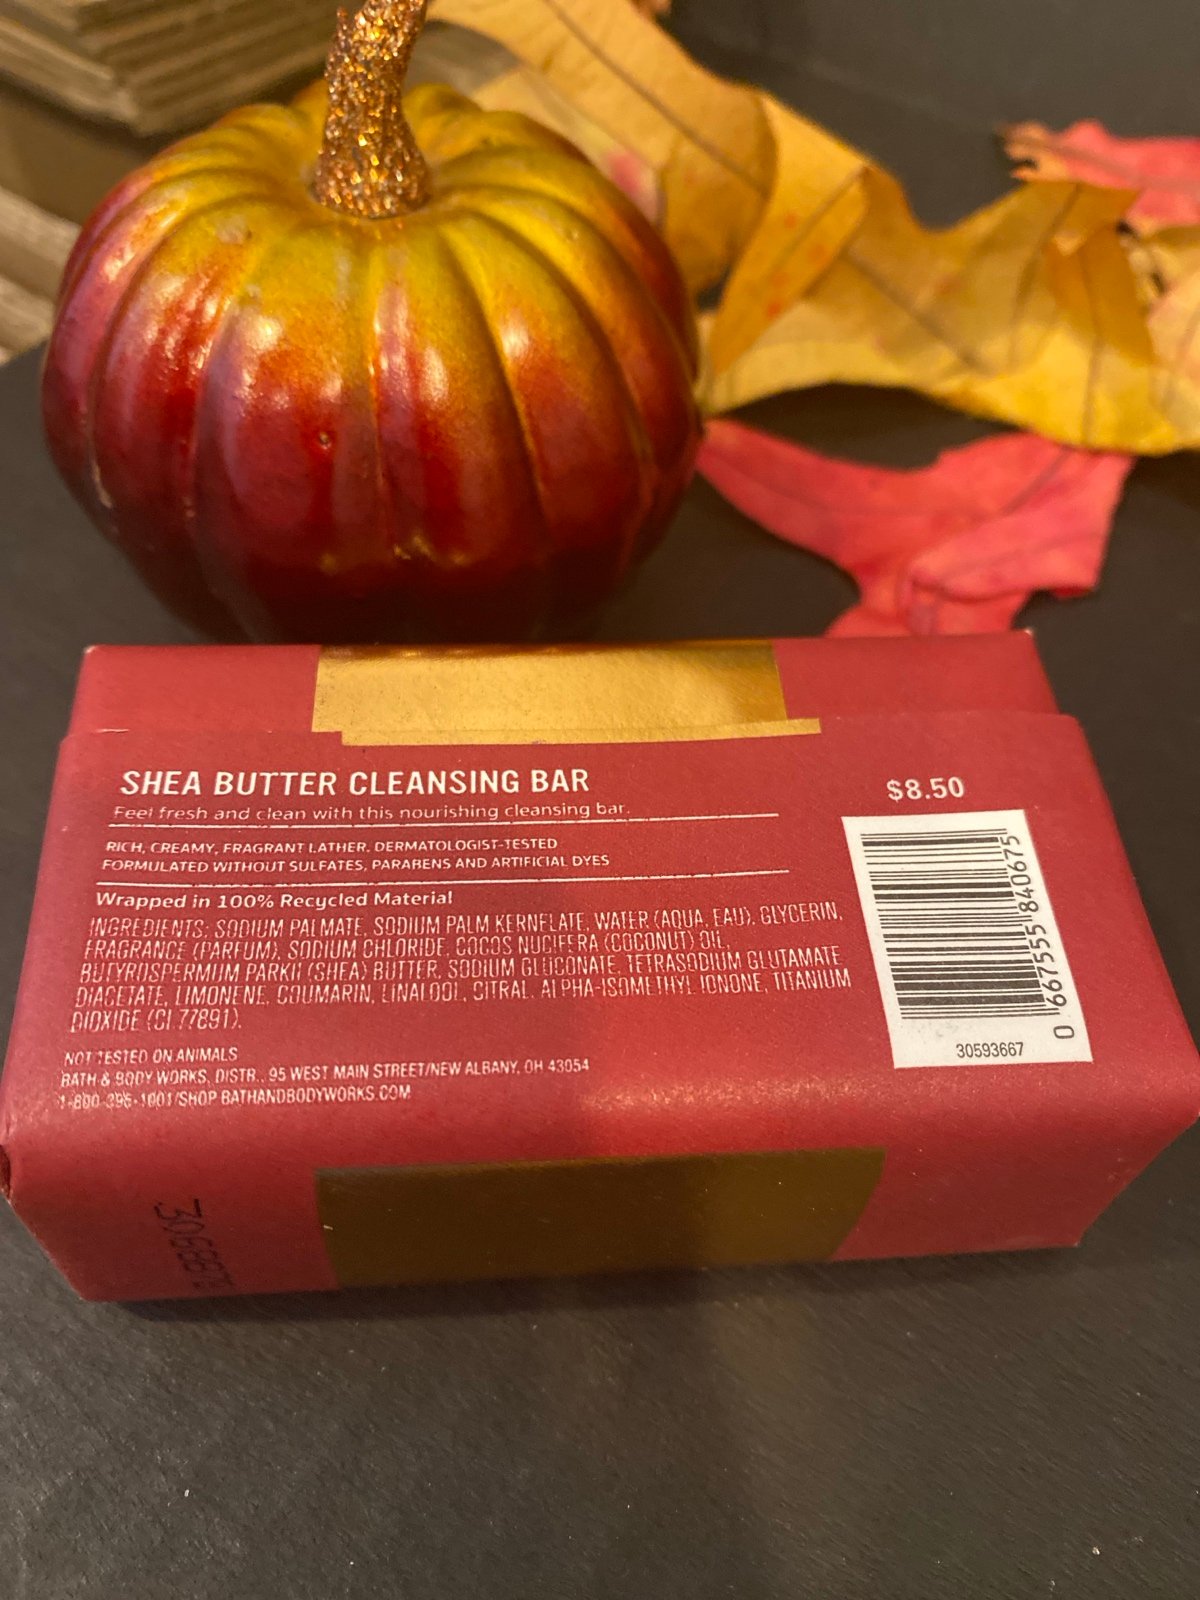 SHEA BUTTER CLEANSING BAR
Feel fresh and clean with this nourishing cleansing bar.
RICH, CREAMY, FRAGRANT LATHER. DERMATOLOGIST-TESTED
FORMULATED WITHOUT SULFATES, PARABENS AND ARTIFICIAL DYES
Wrapped in 100% Recycled Material
INGREDIENTS: SODIUM PALMATE, SODIUM PALM KERNELATE, WATER (AQUA, EAU), GLYCERIN,
FRAGRANCE (PARFUM), SODIUM CHLORIDE, COCOS NUCIFERA (COCONUT) OIL,
BUTYROSPERMUM PARKII (SHEA) BUTTER, SODIUM GLUCONATE, TETRASODIUM GLUTAMATE
DIACETATE, LIMONENE, COUMARIN, LINALOOL, CITRAL, ALPHA-ISOMETHYL IONONE, TITANIUM
DIOXIDE (CI 77891).
NOT TESTED ON ANIMALS
BATH & BODY WORKS, DISTR., 95 WEST MAIN STREET/NEW ALBANY, OH 43054
1-800-395-1001/SHOP BATHANDBODYWORKS.COM
$8.50
0 667555 840675
30593667